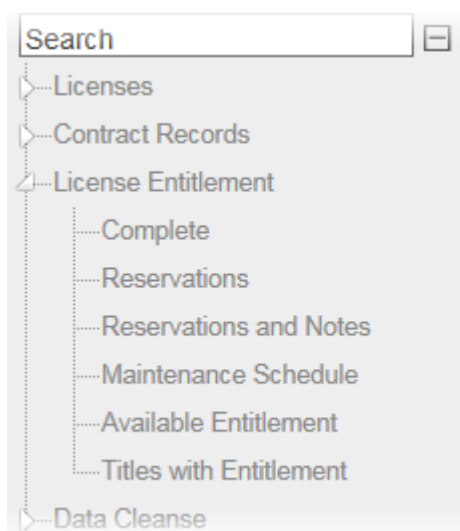 Search
Licenses
Contract Records
License Entitlement
Complete
Reservations
Reservations and Notes
Maintenance Schedule
Available Entitlement
Titles with Entitlement
Data Cleanse